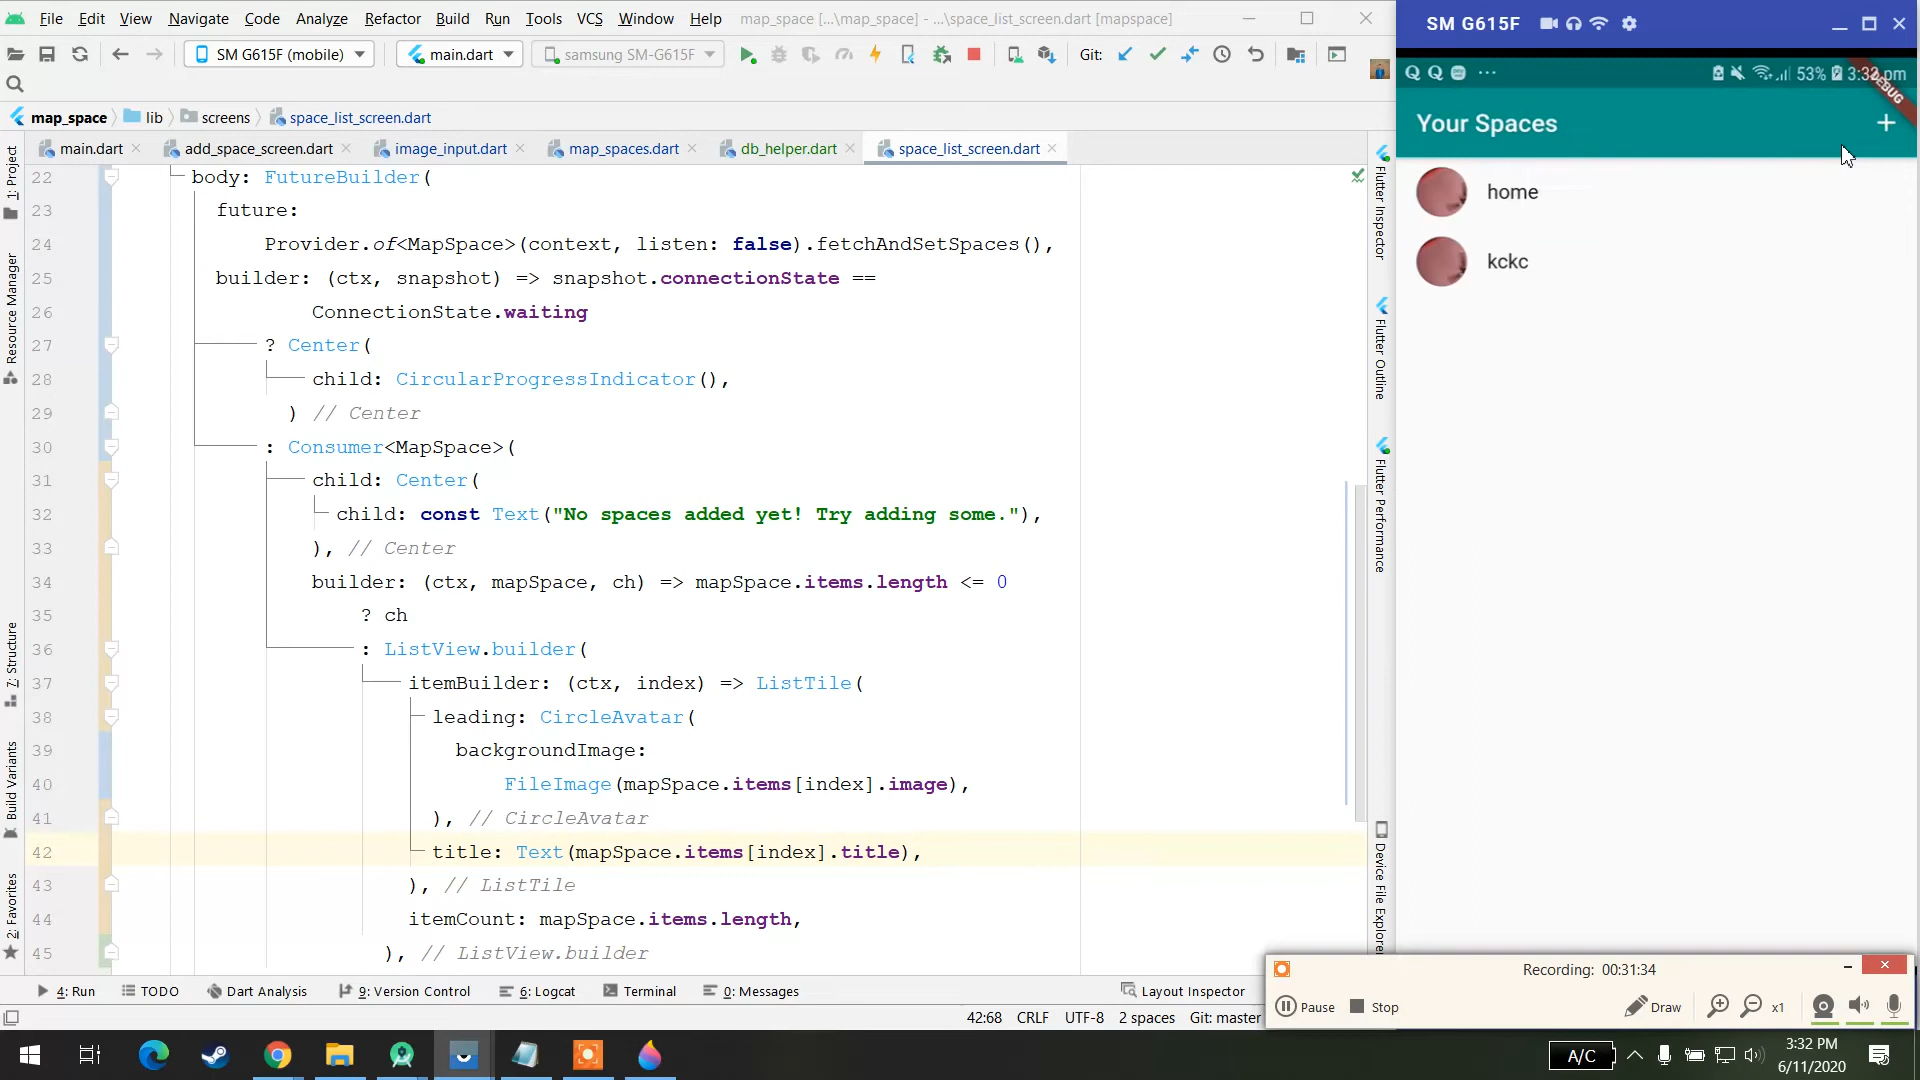 File Edit View Navigate Code Analyze Refactor Build Run Tools VCS Window Help map_space [...\map_space] - ...\space_list_screen.dart [mapspace]
SM G615F
SM G615F (mobile) main.dart samsung SM-G615F Git:
53% 3:32 pm
DEBUG
map_space lib screens space_list_screen.dart
Your Spaces +
main.dart add_space_screen.dart image_input.dart map_spaces.dart db_helper.dart space_list_screen.dart
22 body: FutureBuilder(
23 future:
24 Provider.of<MapSpace>(context, listen: false).fetchAndSetSpaces(),
25 builder: (ctx, snapshot) => snapshot.connectionState ==
26 ConnectionState.waiting
27 ? Center(
28 child: CircularProgressIndicator(),
29 ) // Center
30 : Consumer<MapSpace>(
31 child: Center(
32 child: const Text("No spaces added yet! Try adding some."),
33 ), // Center
34 builder: (ctx, mapSpace, ch) => mapSpace.items.length <= 0
35 ? ch
36 : ListView.builder(
37 itemBuilder: (ctx, index) => ListTile(
38 leading: CircleAvatar(
39 backgroundImage:
40 FileImage(mapSpace.items[index].image),
41 ), // CircleAvatar
42 title: Text(mapSpace.items[index].title),
43 ), // ListTile
44 itemCount: mapSpace.items.length,
45 ), // ListView.builder
home
kckc
1: Project
Resource Manager
7: Structure
Build Variants
2: Favorites
Flutter Inspector
Flutter Outline
Flutter Performance
Device File Explorer
4: Run TODO Dart Analysis 9: Version Control 6: Logcat Terminal 0: Messages Layout Inspector
42:68 CRLF UTF-8 2 spaces Git: master
Recording: 00:31:34
Pause Stop Draw x1
A/C
3:32 PM
6/11/2020